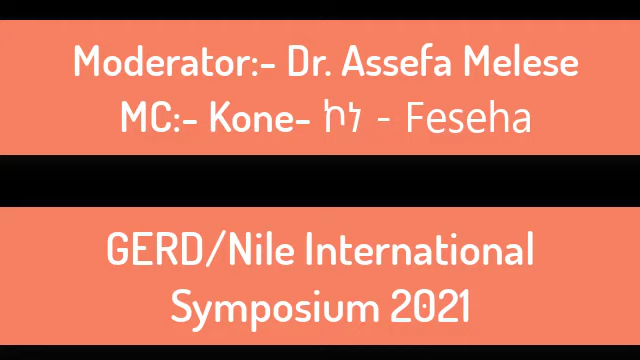 Moderator:- Dr. Assefa Melese
MC:- Kone- ኮነ - Feseha
GERD/Nile International
Symposium 2021